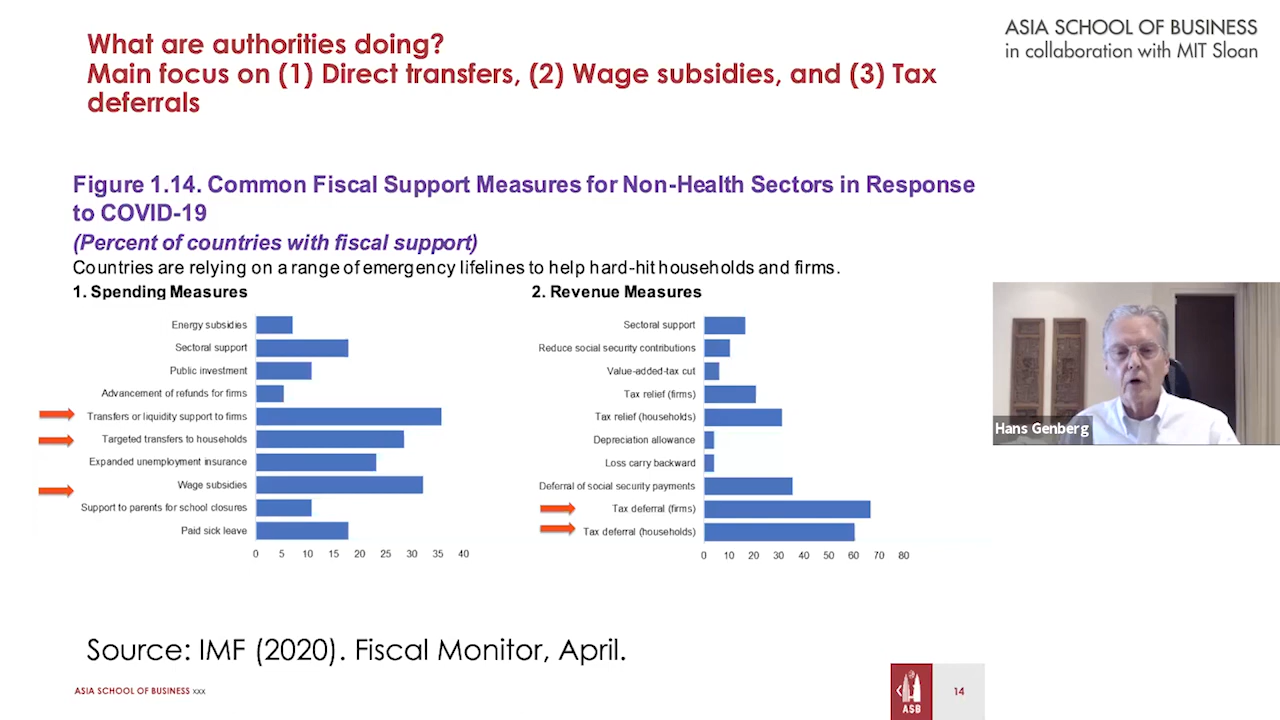 What are authorities doing?
Main focus on (1) Direct transfers, (2) Wage subsidies, and (3) Tax
deferrals
ASIA SCHOOL OF BUSINESS
in collaboration with MIT Sloan
Figure 1.14. Common Fiscal Support Measures for Non-Health Sectors in Response
to COVID-19
(Percent of countries with fiscal support)
Countries are relying on a range of emergency lifelines to help hard-hit households and firms.
1. Spending Measures
Energy subsidies
Sectoral support
Public investment
Advancement of refunds for firms
Transfers or liquidity support to firms
Targeted transfers to households
Expanded unemployment insurance
Wage subsidies
Support to parents for school closures
Paid sick leave
0 5 10 15 20 25 30 35 40
2. Revenue Measures
Sectoral support
Reduce social security contributions
Value-added-tax cut
Tax relief (firms)
Tax relief (households)
Depreciation allowance
Loss carry backward
Deferral of social security payments
Tax deferral (firms)
Tax deferral (households)
0 10 20 30 40 50 60 70 80
Hans Genberg
Source: IMF (2020). Fiscal Monitor, April.
ASIA SCHOOL OF BUSINESS xxx
ASB
14